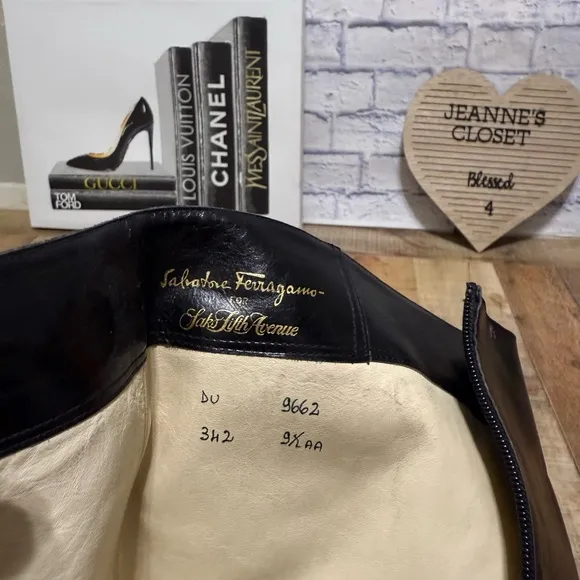 LOUIS VUITTON
CHANEL
YVES SAINT LAURENT
GUCCI
TOM
FORD
JEANNE'S
CLOSET
Blessed
4
Salvatore Ferragamo
FOR
Saks Fifth Avenue
DU 9662
342 9½AA